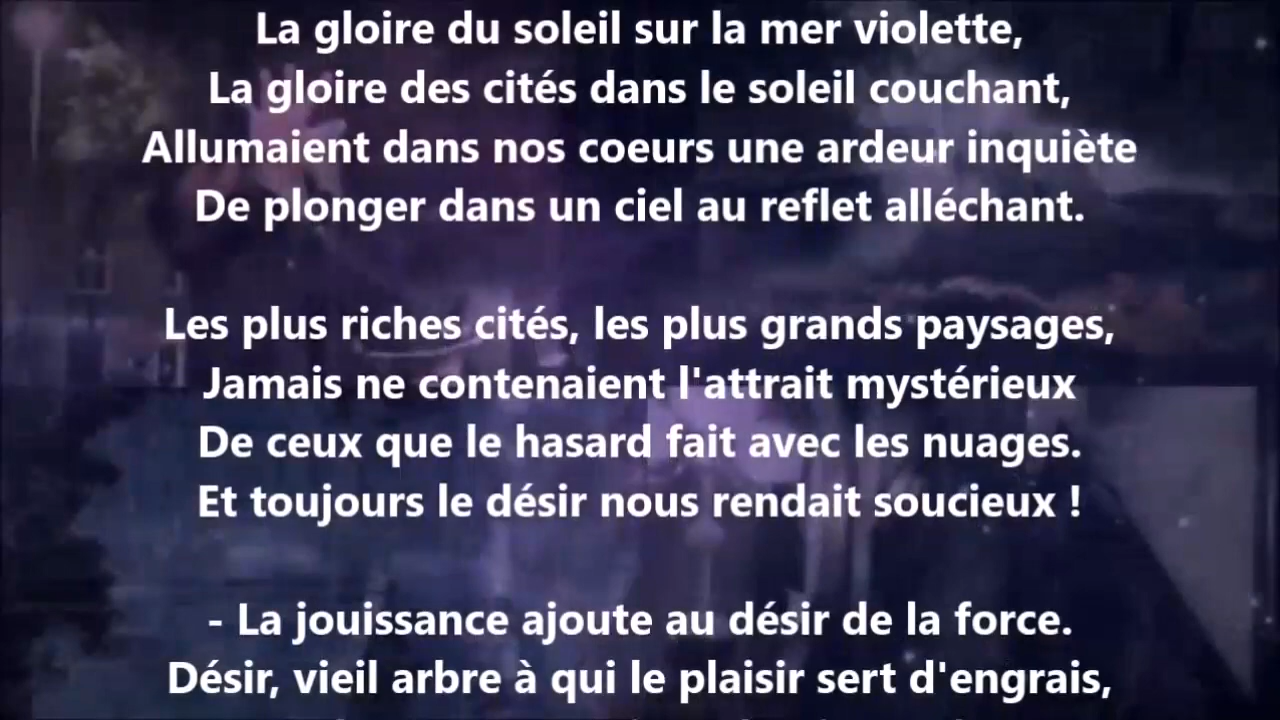 La gloire du soleil sur la mer violette,
La gloire des cités dans le soleil couchant,
Allumaient dans nos coeurs une ardeur inquiète
De plonger dans un ciel au reflet alléchant.
Les plus riches cités, les plus grands paysages,
Jamais ne contenaient l'attrait mystérieux
De ceux que le hasard fait avec les nuages.
Et toujours le désir nous rendait soucieux !
- La jouissance ajoute au désir de la force.
Désir, vieil arbre à qui le plaisir sert d'engrais,